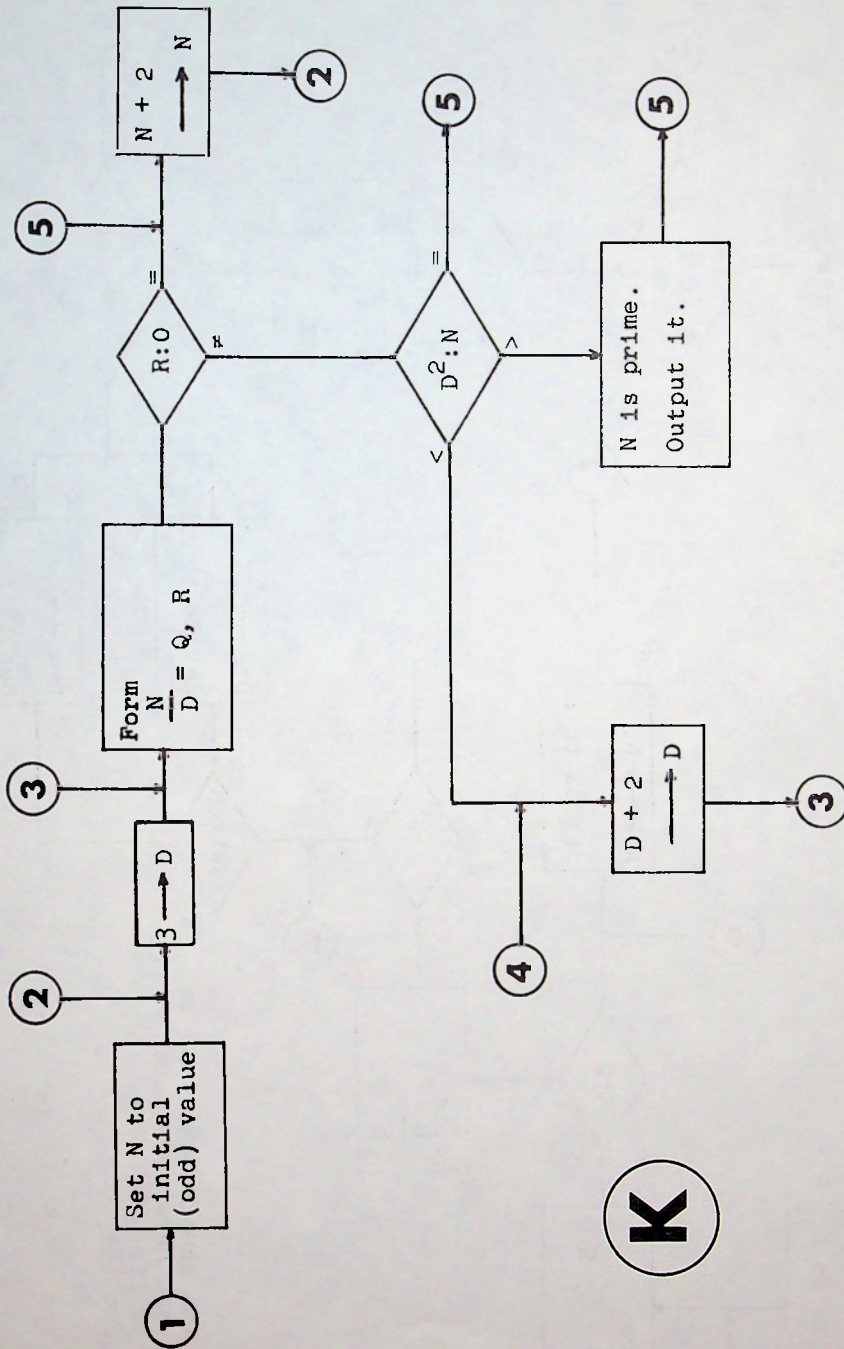 1
Set N to
initial
(odd) value
2
3 → D
3
Form
N
D = Q, R
R:0
=
≠
5
N + 2
→ N
2
D²:N
<
=
>
5
4
D + 2
→ D
3
N is prime.
Output it.
5
K